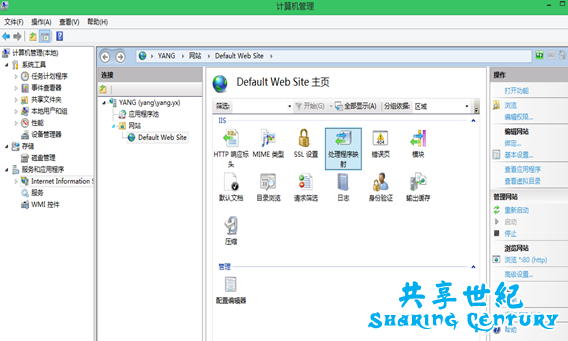 计算机管理
文件(F) 操作(A) 查看(V) 帮助(H)
计算机管理(本地)
系统工具
任务计划程序
事件查看器
共享文件夹
本地用户和组
性能
设备管理器
存储
磁盘管理
服务和应用程序
Internet Information S
服务
WMI 控件
YANG 网站 Default Web Site
连接
YANG (yang\yang.yx)
应用程序池
网站
Default Web Site
Default Web Site 主页
筛选: 开始(G) 全部显示(A) 分组依据: 区域
IIS
HTTP 响应标头 MIME 类型 SSL 设置 处理程序映射 错误页 模块
默认文档 目录浏览 请求筛选 日志 身份验证 输出缓存
压缩
管理
配置编辑器
操作
打开功能
浏览
编辑权限...
编辑网站
绑定...
基本设置...
查看应用程序
查看虚拟目录
管理网站
重新启动
启动
停止
浏览网站
浏览 *:80 (http)
高级设置...
帮助
共享世纪
Sharing Century